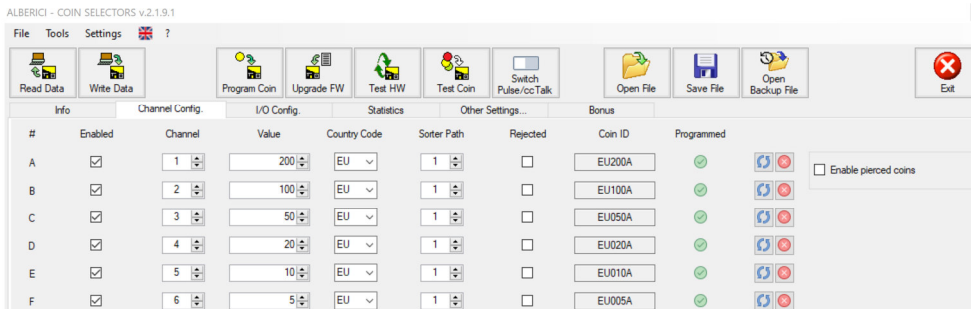 ALBERICI - COIN SELECTORS v.2.1.9.1
File Tools Settings ?
Read Data Write Data Program Coin Upgrade FW Test HW Test Coin Switch Pulse/ccTalk Open File Save File Open Backup File Exit
Info Channel Config. I/O Config. Statistics Other Settings... Bonus
# Enabled Channel Value Country Code Sorter Path Rejected Coin ID Programmed
A 1 200 EU 1 EU200A Enable pierced coins
B 2 100 EU 1 EU100A
C 3 50 EU 1 EU050A
D 4 20 EU 1 EU020A
E 5 10 EU 1 EU010A
F 6 5 EU 1 EU005A